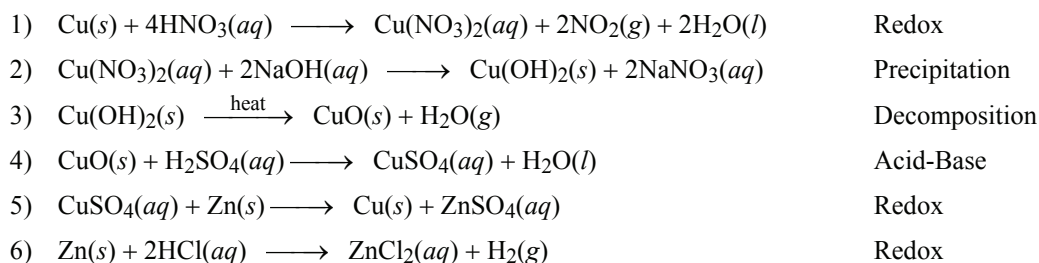 1) Cu(s) + 4HNO₃(aq) ⟶ Cu(NO₃)₂(aq) + 2NO₂(g) + 2H₂O(l) Redox
2) Cu(NO₃)₂(aq) + 2NaOH(aq) ⟶ Cu(OH)₂(s) + 2NaNO₃(aq) Precipitation
3) Cu(OH)₂(s) —heat⟶ CuO(s) + H₂O(g) Decomposition
4) CuO(s) + H₂SO₄(aq) ⟶ CuSO₄(aq) + H₂O(l) Acid-Base
5) CuSO₄(aq) + Zn(s) ⟶ Cu(s) + ZnSO₄(aq) Redox
6) Zn(s) + 2HCl(aq) ⟶ ZnCl₂(aq) + H₂(g) Redox